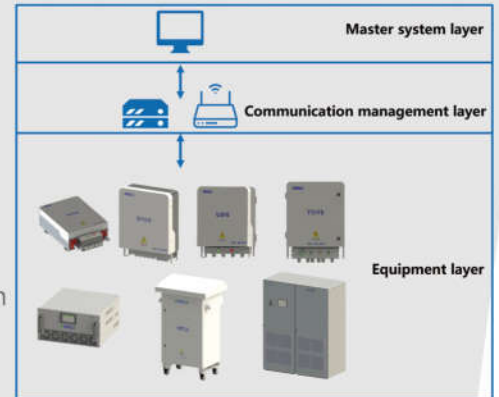 Master system layer
Communication management layer
Equipment layer